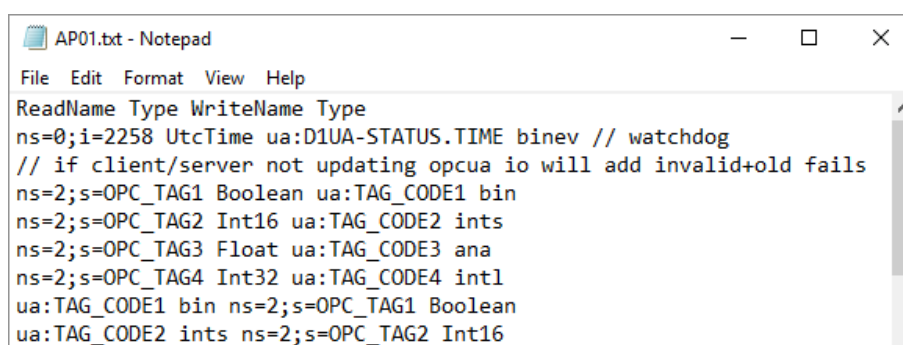 AP01.txt - Notepad
File Edit Format View Help
ReadName Type WriteName Type
ns=0;i=2258 UtcTime ua:D1UA-STATUS.TIME binev // watchdog
// if client/server not updating opcua io will add invalid+old fails
ns=2;s=OPC_TAG1 Boolean ua:TAG_CODE1 bin
ns=2;s=OPC_TAG2 Int16 ua:TAG_CODE2 ints
ns=2;s=OPC_TAG3 Float ua:TAG_CODE3 ana
ns=2;s=OPC_TAG4 Int32 ua:TAG_CODE4 intl
ua:TAG_CODE1 bin ns=2;s=OPC_TAG1 Boolean
ua:TAG_CODE2 ints ns=2;s=OPC_TAG2 Int16